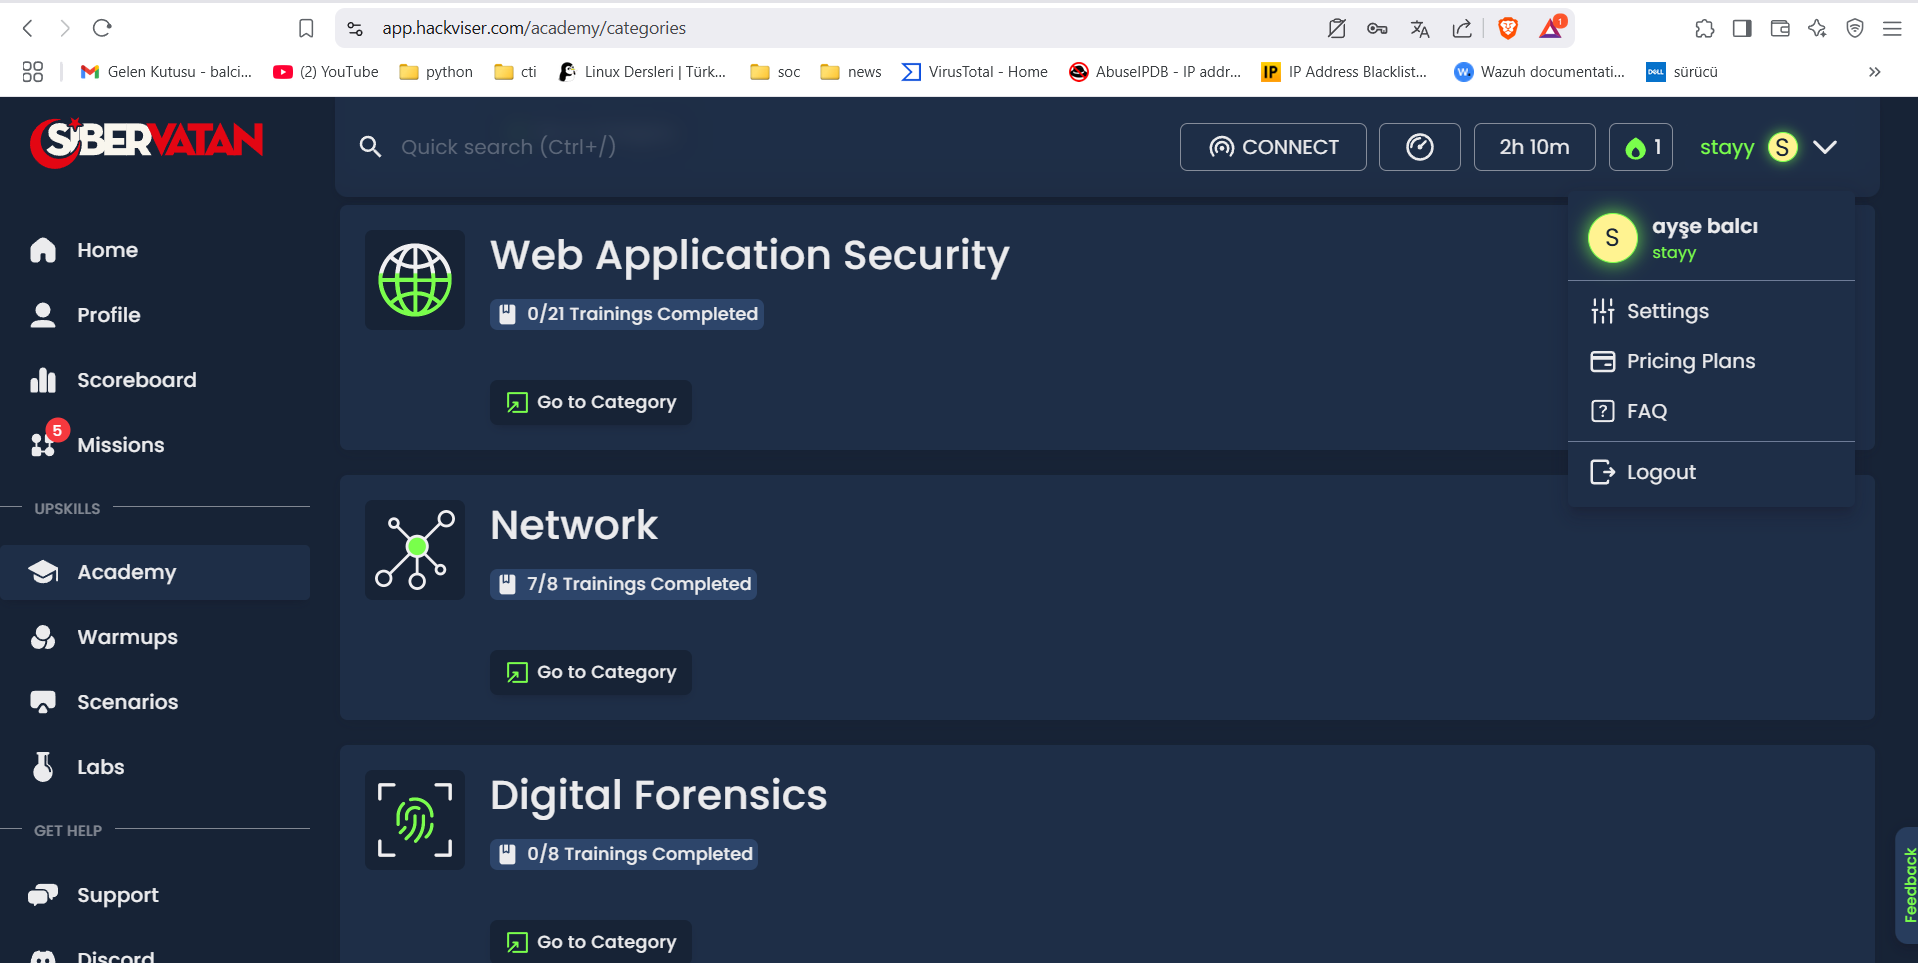 app.hackviser.com/academy/categories
1
Gelen Kutusu - balci...
(2) YouTube
python
cti
Linux Dersleri | Türk...
soc
news
VirusTotal - Home
AbuseIPDB - IP addr...
IP
IP Address Blacklist...
W.
Wazuh documentati...
DELL
sürücü
SİBERVATAN
Quick search (Ctrl+/)
CONNECT
2h 10m
1
stayy
S
S
ayşe balcı
stayy
Settings
Pricing Plans
FAQ
Logout
Home
Profile
Scoreboard
5
Missions
UPSKILLS
Academy
Warmups
Scenarios
Labs
GET HELP
Support
Discord
Web Application Security
0/21 Trainings Completed
Go to Category
Network
7/8 Trainings Completed
Go to Category
Digital Forensics
0/8 Trainings Completed
Go to Category
Feedback